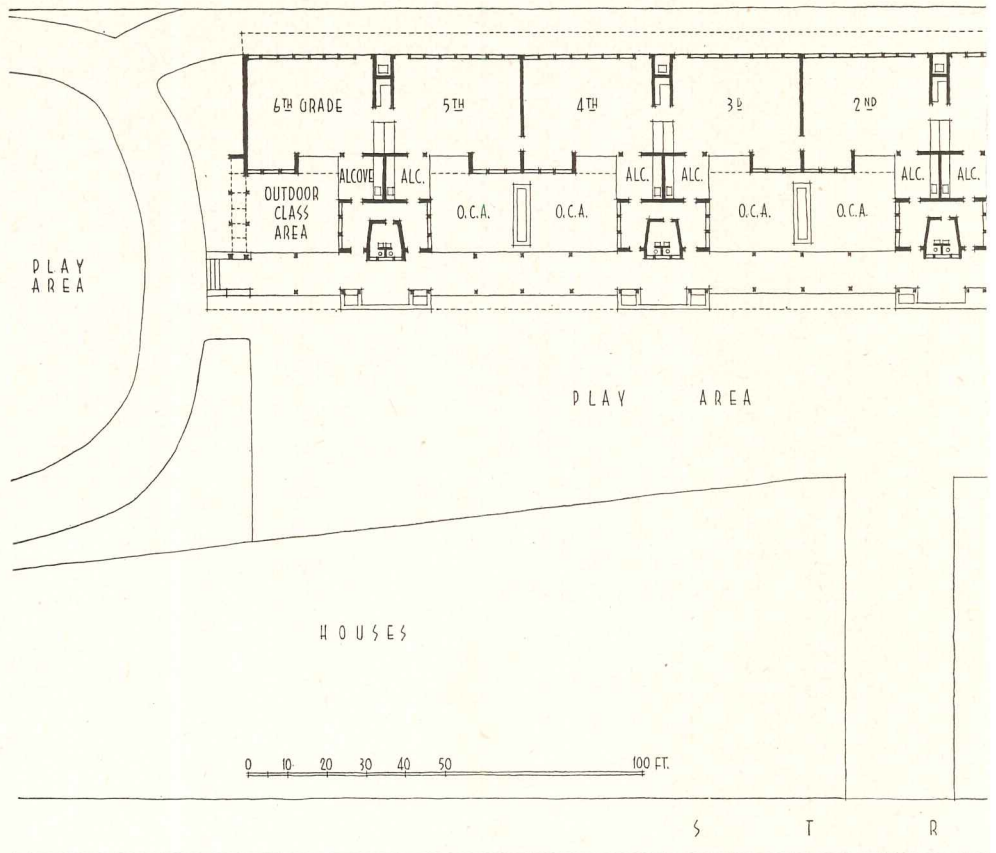 6TH GRADE
5TH
4TH
3D
2ND
ALCOVE
ALC.
ALC.
ALC.
ALC.
ALC.
OUTDOOR
CLASS
AREA
O.C.A.
O.C.A.
O.C.A.
O.C.A.
PLAY
AREA
PLAY AREA
HOUSES
0 10 20 30 40 50 100 FT.
S T R